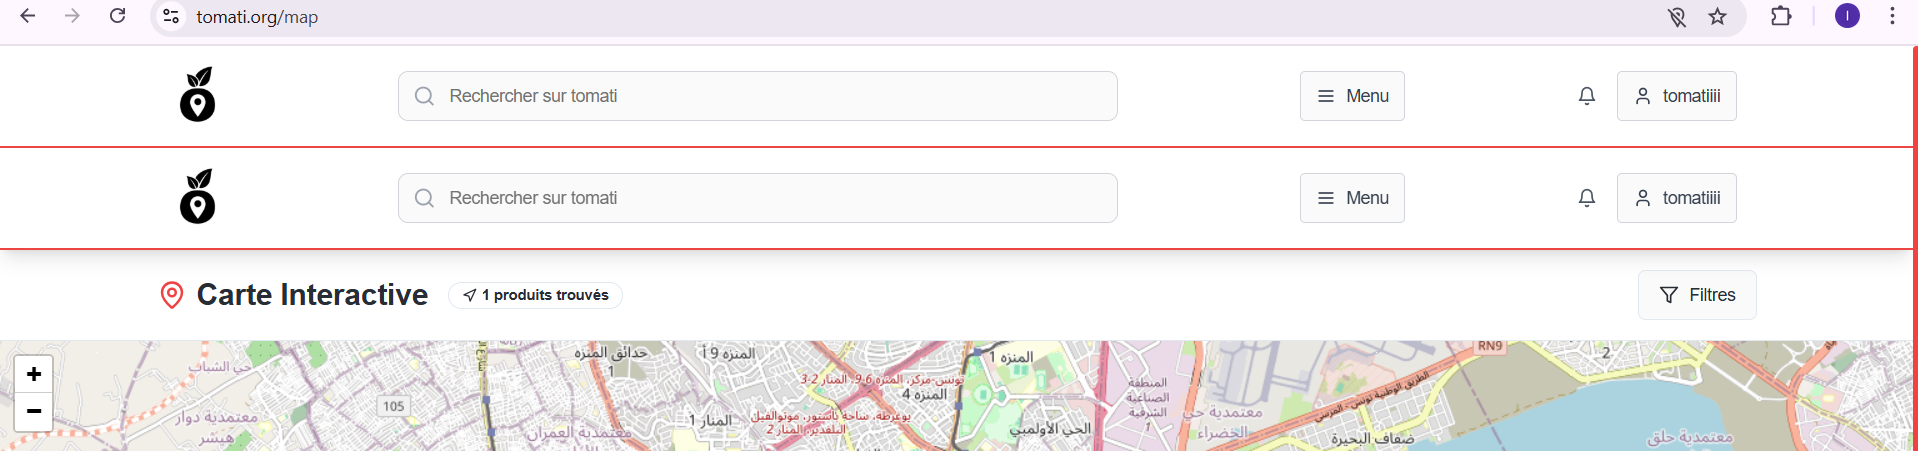 tomati.org/map
I
Rechercher sur tomati
Menu
tomatiiii
Rechercher sur tomati
Menu
tomatiiii
Carte Interactive
1 produits trouvés
Filtres
+
−
حي الشباب
معتمدية دوار
هيشر
105
حدائق المنزه
1
المنزه 9 أ
تونس-مركز، المنزه 6-9، المنار 2-3
المنزه 4
المنزه 1
بوعرطة، ساحة باستور، موتوالفيل
البلفدير، المنار 2
المنار 1
معتمدية العمران
الحي الأولمبي
المنطقة
الصناعية
الشرقية
1
معتمدية حي
الخضراء
RN9
الطريق الوطنية تونس - المرسى
2
ضفاف البحيرة
معتمدية حلق